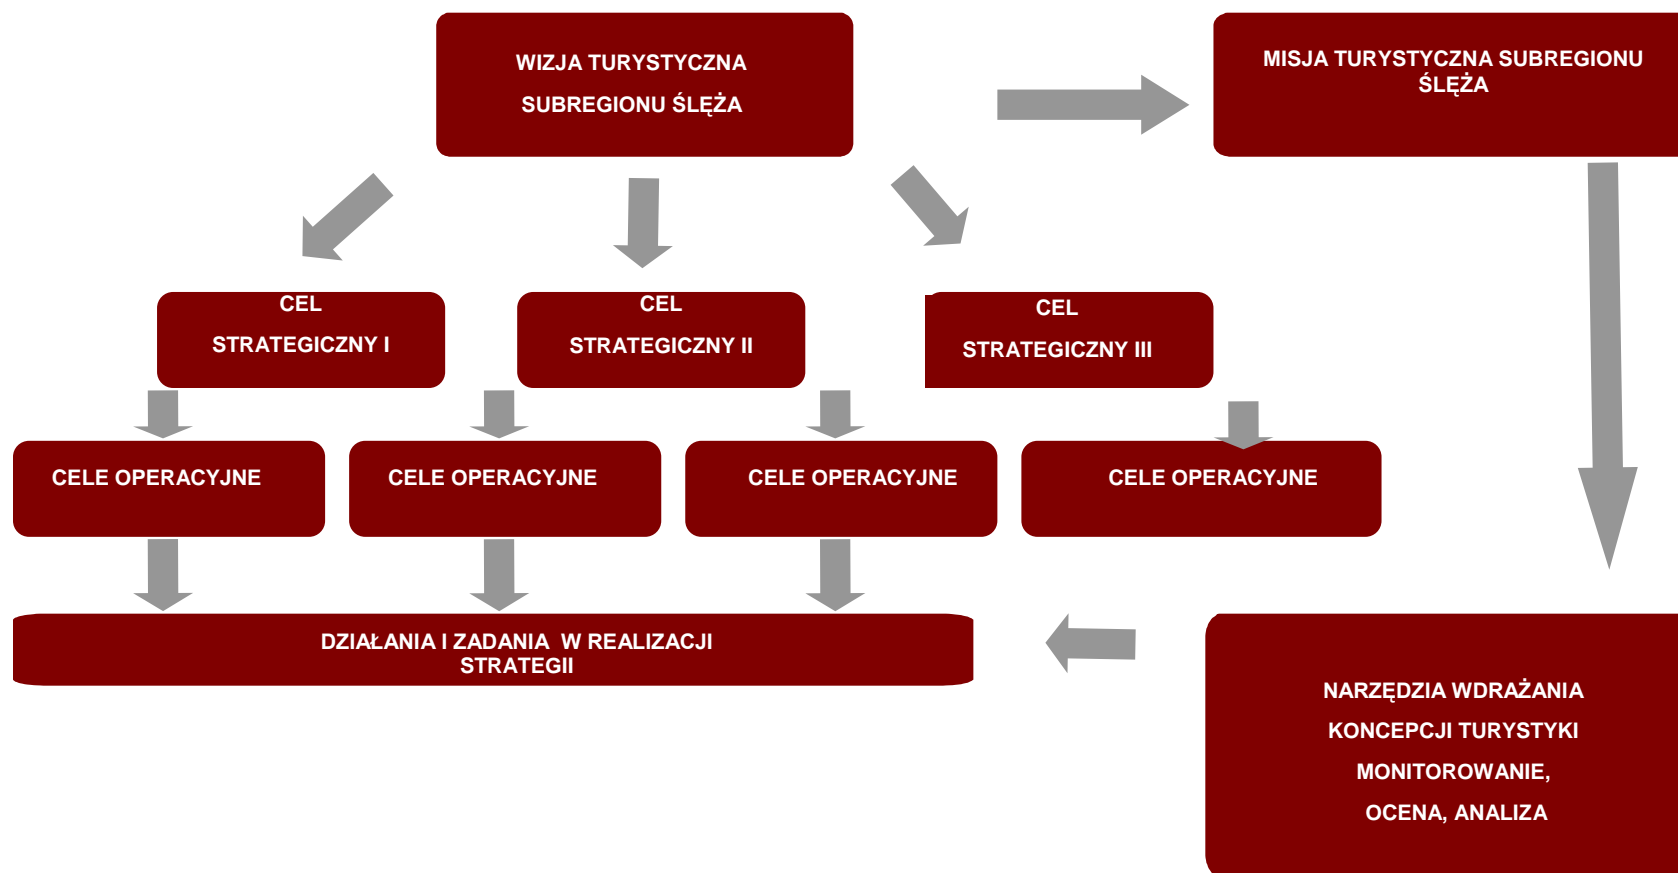 WIZJA TURYSTYCZNA
SUBREGIONU ŚLĘŻA
MISJA TURYSTYCZNA SUBREGIONU
ŚLĘŻA
CEL
STRATEGICZNY I
CEL
STRATEGICZNY II
CEL
STRATEGICZNY III
CELE OPERACYJNE
CELE OPERACYJNE
CELE OPERACYJNE
CELE OPERACYJNE
DZIAŁANIA I ZADANIA  W REALIZACJI
STRATEGII
NARZĘDZIA WDRAŻANIA
KONCEPCJI TURYSTYKI
MONITOROWANIE,
OCENA, ANALIZA